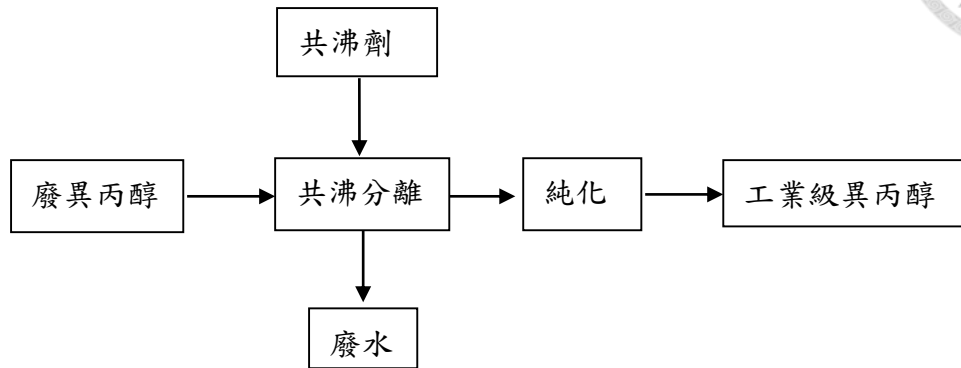 共沸劑
廢異丙醇
共沸分離
純化
工業級異丙醇
廢水